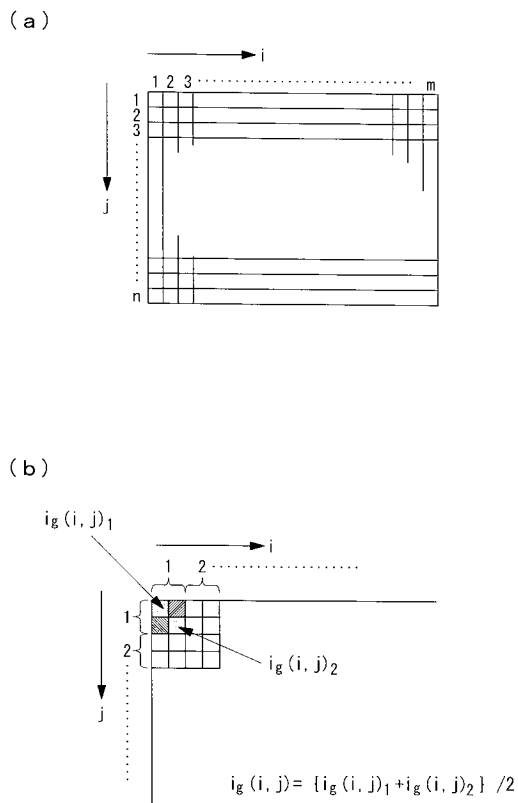 (a)
i
1 2 3 ············ m
1
2
3
j
n
(b)
ig(i, j)1
i
1 2 ············
1
2
ig(i, j)2
j
ig(i, j)= {ig(i, j)1+ig(i, j)2} /2